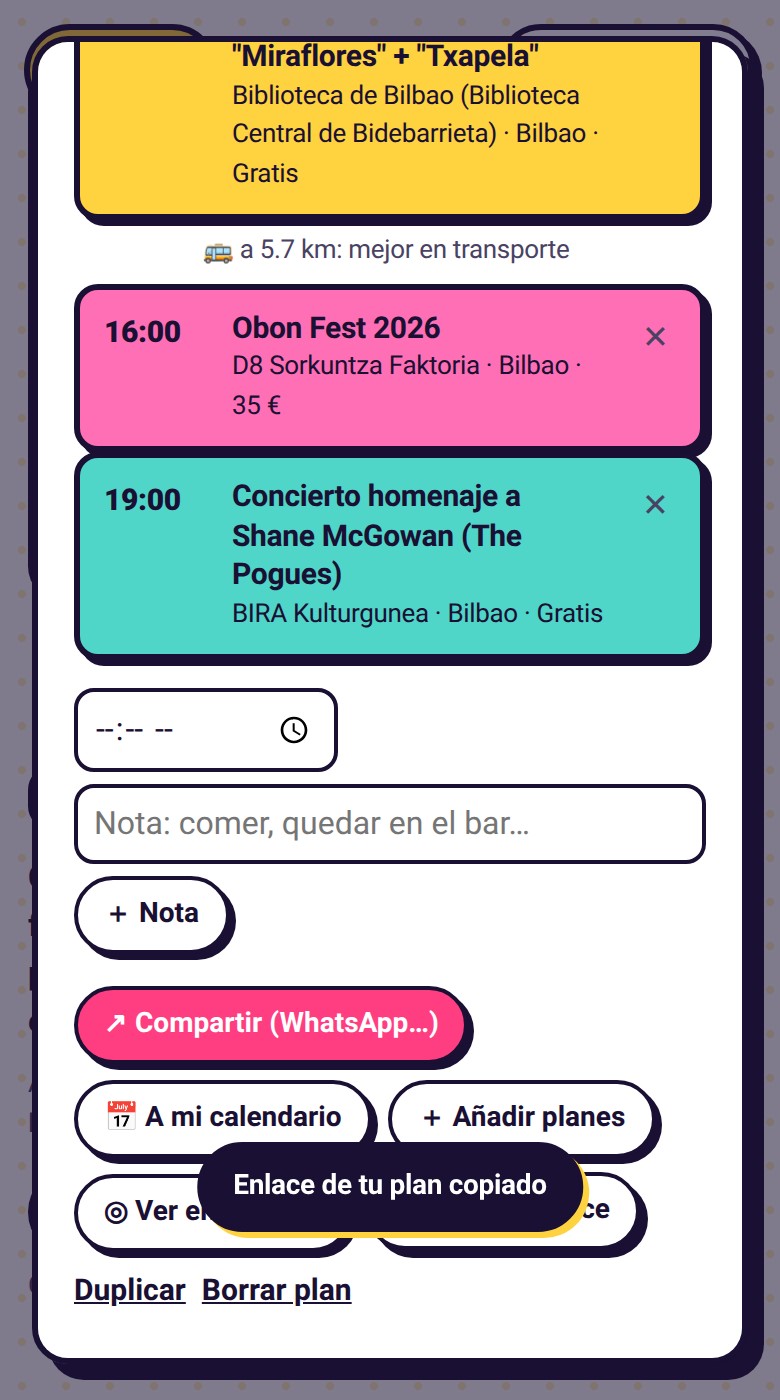 "Miraflores" + "Txapela"
Biblioteca de Bilbao (Biblioteca
Central de Bidebarrieta) · Bilbao ·
Gratis
🚌 a 5.7 km: mejor en transporte
16:00
Obon Fest 2026
D8 Sorkuntza Faktoria · Bilbao ·
35 €
✕
19:00
Concierto homenaje a
Shane McGowan (The
Pogues)
BIRA Kulturgunea · Bilbao · Gratis
✕
--:-- --
Nota: comer, quedar en el bar…
+ Nota
↗ Compartir (WhatsApp…)
📅 A mi calendario
+ Añadir planes
◎ Ver
Enlace de tu plan copiado
Duplicar Borrar plan